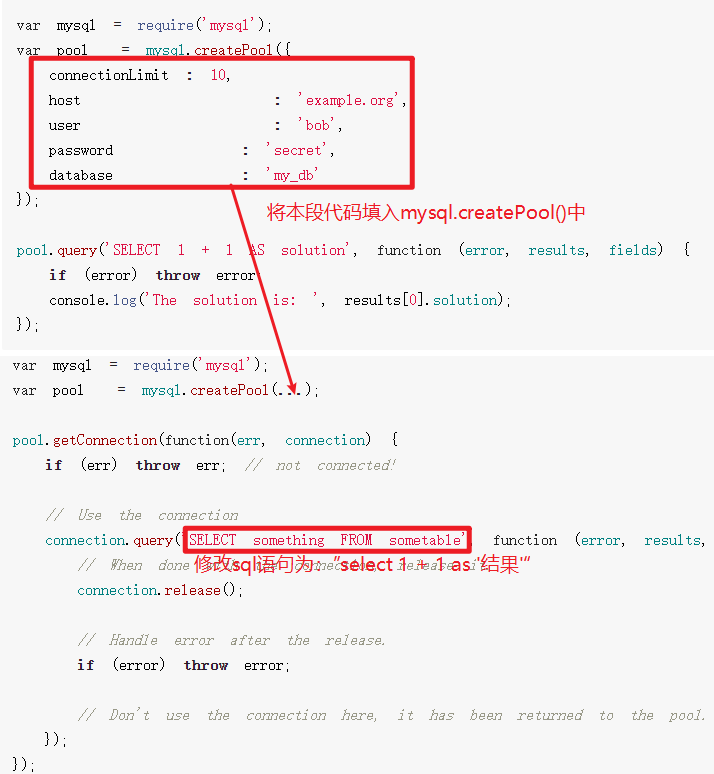 var mysql = require('mysql');
var pool = mysql.createPool({
connectionLimit : 10,
host : 'example.org',
user : 'bob',
password : 'secret',
database : 'my_db'
});
将本段代码填入mysql.createPool()中
pool.query('SELECT 1 + 1 AS solution', function (error, results, fields) {
if (error) throw error
console.log('The solution is: ', results[0].solution);
});
var mysql = require('mysql');
var pool = mysql.createPool(...);
pool.getConnection(function(err, connection) {
if (err) throw err; // not connected!
// Use the connection
connection.query('SELECT something FROM sometable', function (error, results,
修改sql语句为：“select 1 + 1 as '结果'”
// When done with the connection, release it.
connection.release();
// Handle error after the release.
if (error) throw error;
// Don't use the connection here, it has been returned to the pool.
});
});